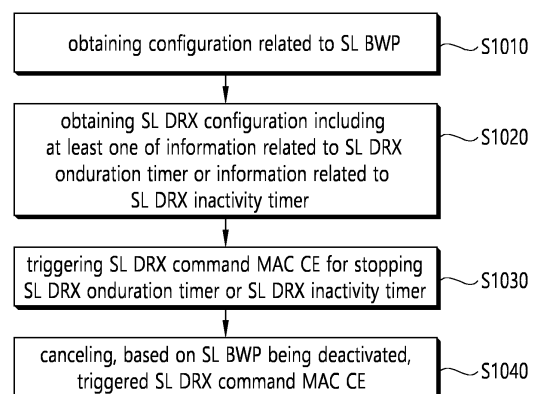 obtaining configuration related to SL BWP
S1010
obtaining SL DRX configuration including
at least one of information related to SL DRX
onduration timer or information related to
SL DRX inactivity timer
S1020
triggering SL DRX command MAC CE for stopping
SL DRX onduration timer or SL DRX inactivity timer
S1030
canceling, based on SL BWP being deactivated,
triggered SL DRX command MAC CE
S1040